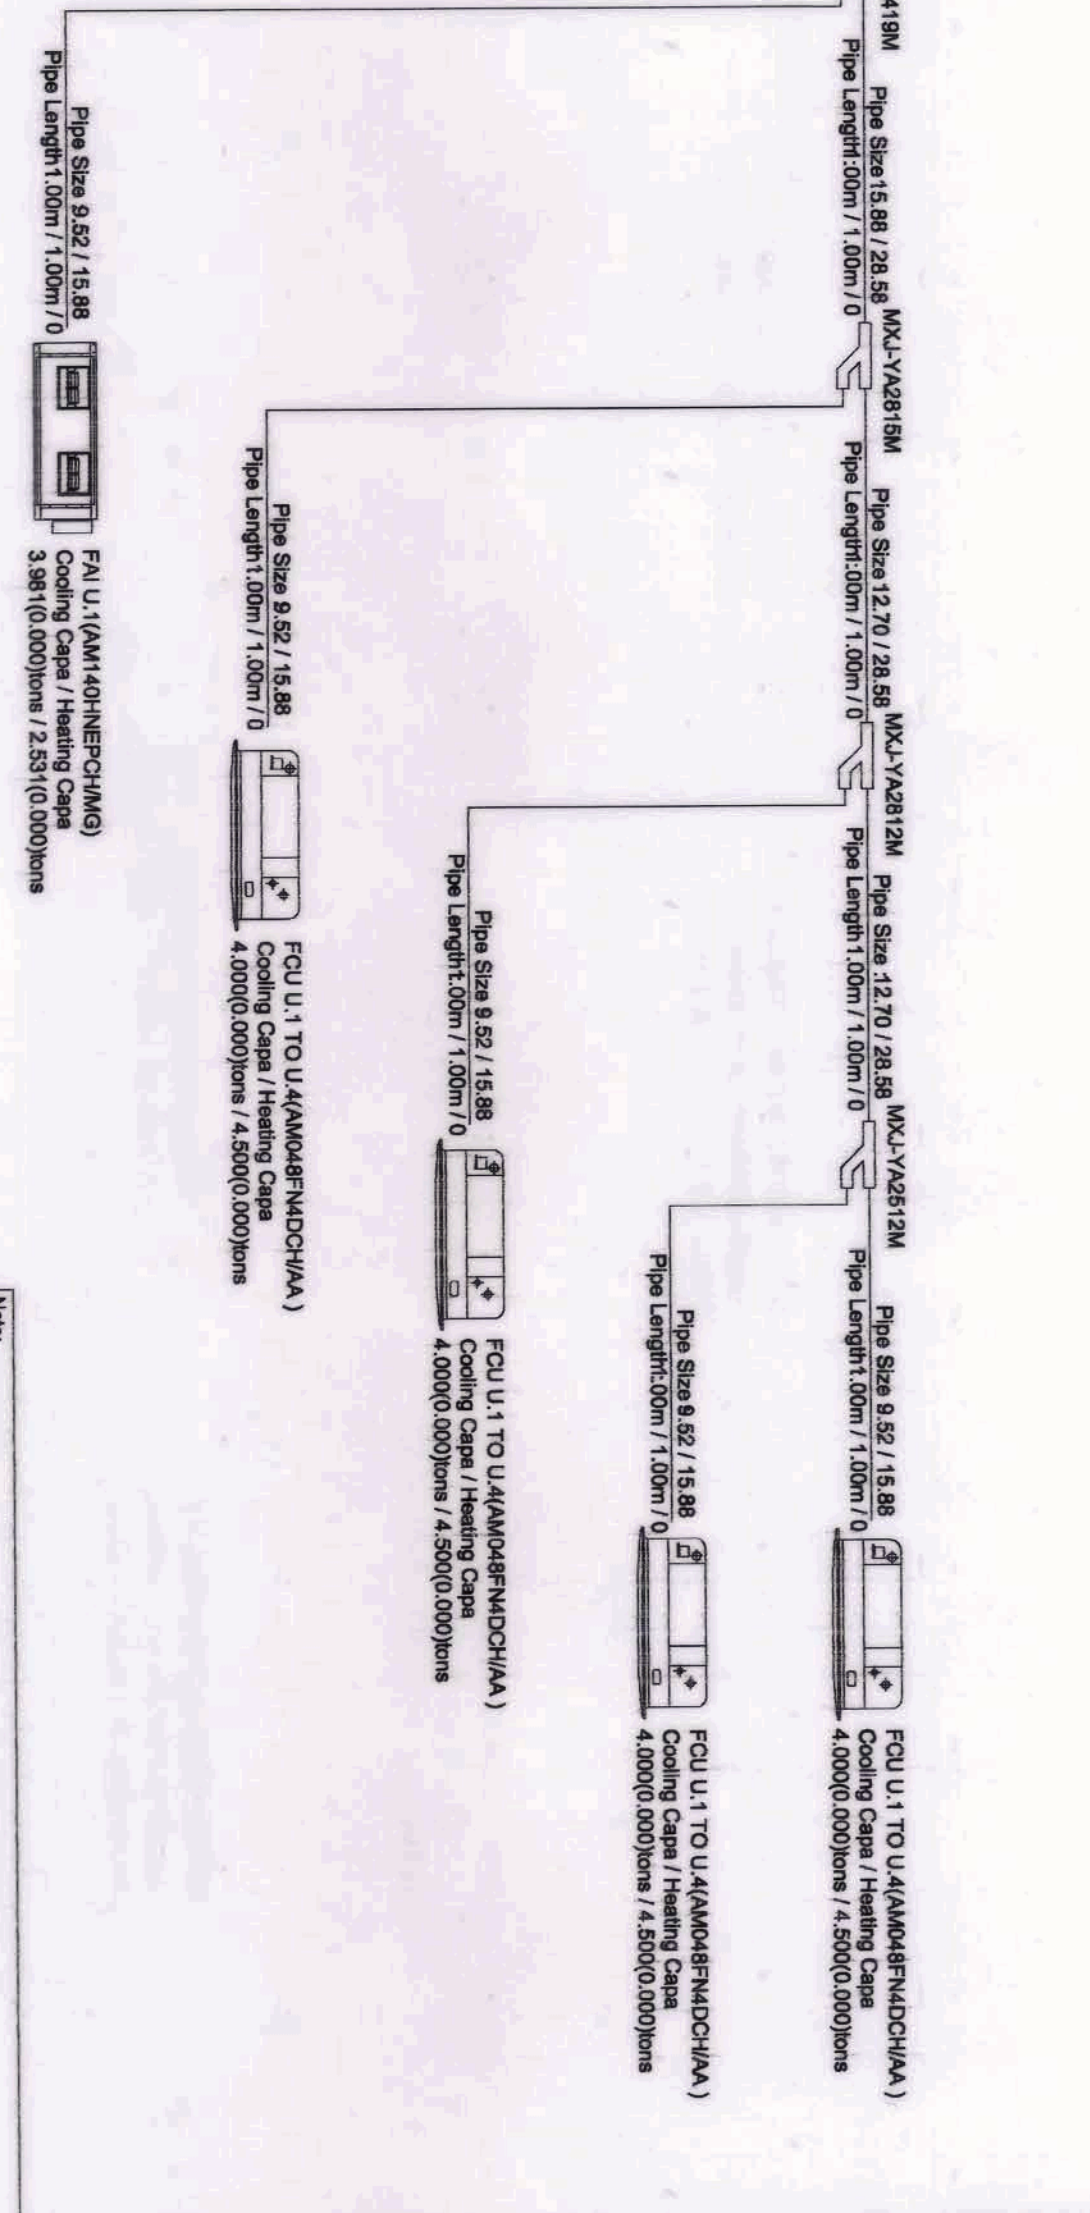 419M
Pipe Size 15.88 / 28.58
Pipe Length1.00m / 1.00m / 0
MXJ-YA2815M
Pipe Size 12.70 / 28.58
Pipe Length1.00m / 1.00m / 0
MXJ-YA2812M
Pipe Size 12.70 / 28.58
Pipe Length1.00m / 1.00m / 0
MXJ-YA2512M
Pipe Size 9.52 / 15.88
Pipe Length1.00m / 1.00m / 0
FCU U.1 TO U.4(AM048FN4DCH/AA )
Cooling Capa / Heating Capa
4.000(0.000)tons / 4.500(0.000)tons
Pipe Size 9.52 / 15.88
Pipe Length1.00m / 1.00m / 0
FCU U.1 TO U.4(AM048FN4DCH/AA )
Cooling Capa / Heating Capa
4.000(0.000)tons / 4.500(0.000)tons
Pipe Size 9.52 / 15.88
Pipe Length1.00m / 1.00m / 0
FCU U.1 TO U.4(AM048FN4DCH/AA )
Cooling Capa / Heating Capa
4.000(0.000)tons / 4.500(0.000)tons
Pipe Size 9.52 / 15.88
Pipe Length1.00m / 1.00m / 0
FCU U.1 TO U.4(AM048FN4DCH/AA )
Cooling Capa / Heating Capa
4.000(0.000)tons / 4.500(0.000)tons
Pipe Size 9.52 / 15.88
Pipe Length1.00m / 1.00m / 0
FAI U.1(AM140HNEPCH/MG)
Cooling Capa / Heating Capa
3.981(0.000)tons / 2.531(0.000)tons